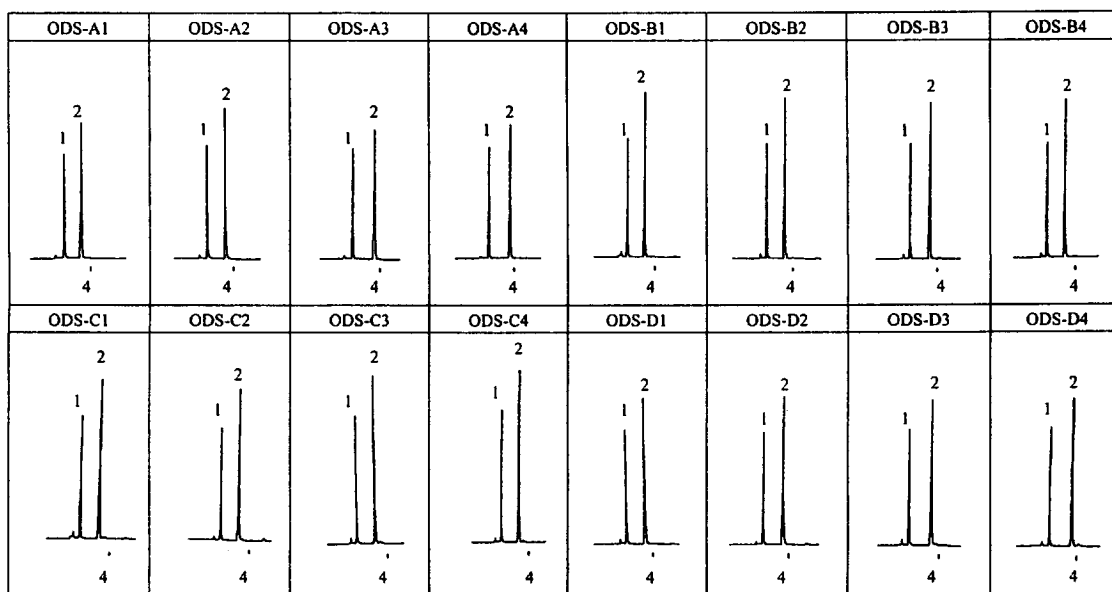 ODS-A1 ODS-A2 ODS-A3 ODS-A4 ODS-B1 ODS-B2 ODS-B3 ODS-B4
1 2 1 2 1 2 1 2 1 2 1 2 1 2 1 2
4 4 4 4 4 4 4 4
ODS-C1 ODS-C2 ODS-C3 ODS-C4 ODS-D1 ODS-D2 ODS-D3 ODS-D4
1 2 1 2 1 2 1 2 1 2 1 2 1 2 1 2
4 4 4 4 4 4 4 4